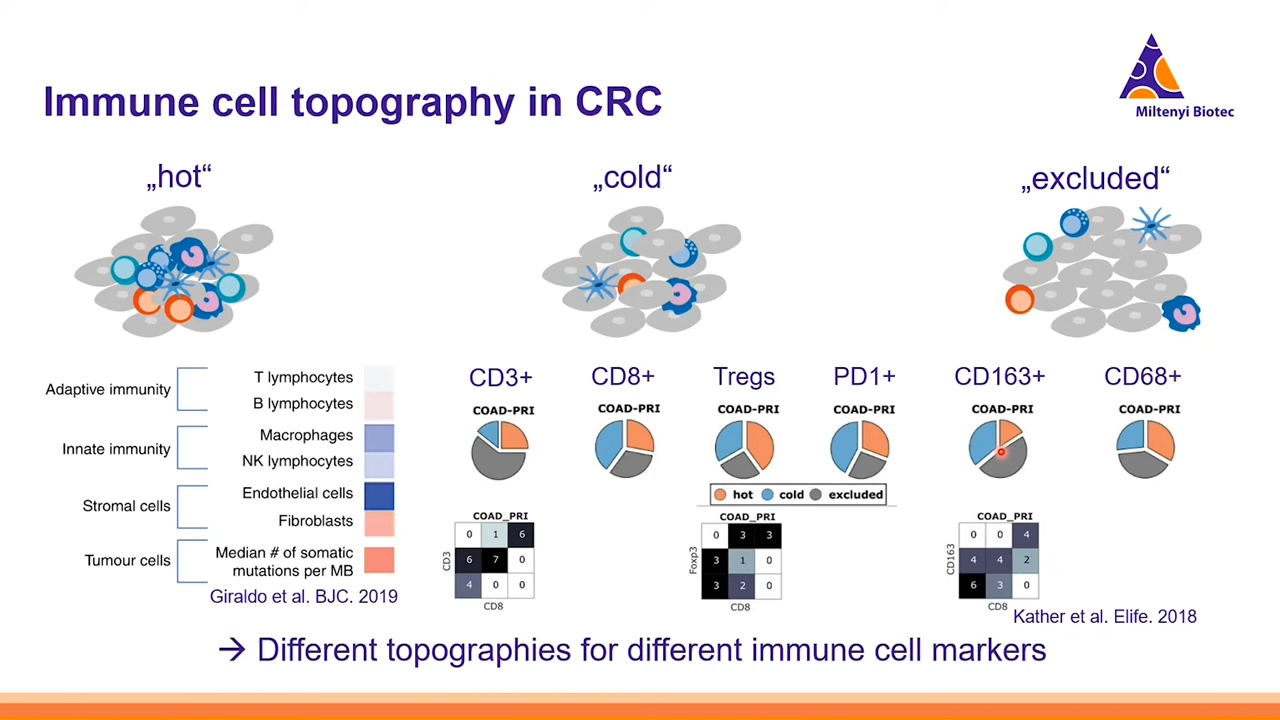 Immune cell topography in CRC
Miltenyi Biotec
„hot“
„cold“
„excluded“
Adaptive immunity
T lymphocytes
B lymphocytes
Innate immunity
Macrophages
NK lymphocytes
Stromal cells
Endothelial cells
Fibroblasts
Tumour cells
Median # of somatic
mutations per MB
Giraldo et al. BJC. 2019
CD3+ CD8+ Tregs PD1+ CD163+ CD68+
COAD-PRI COAD-PRI COAD-PRI COAD-PRI COAD-PRI COAD-PRI
hot cold excluded
COAD_PRI
CD3
0 1 6
6 7 0
4 0 0
CD8
COAD_PRI
Foxp3
0 3 3
3 1 0
3 2 0
CD8
COAD_PRI
CD163
0 0 4
4 4 2
6 3 0
CD8
Kather et al. Elife. 2018
→ Different topographies for different immune cell markers